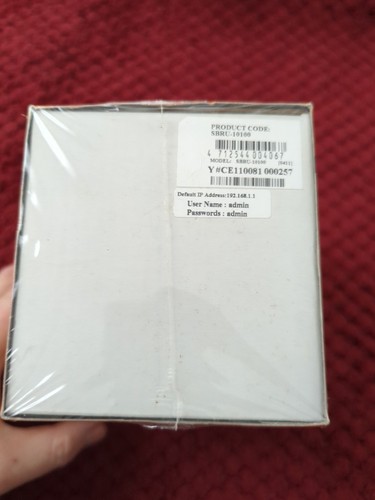 PRODUCT CODE:
SBRU-10100
4 712544 004067
MODEL: SBRU-10100 (9411)
Y#CE110081 000257
Default IP Address:192.168.1.1
User Name : admin
Passwords : admin